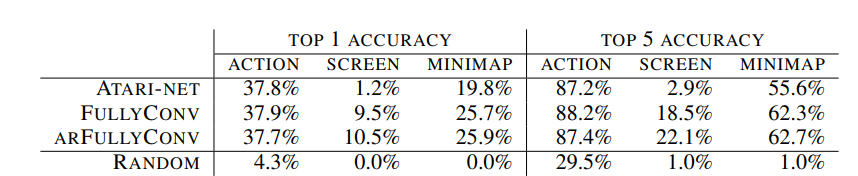 TOP 1 ACCURACY TOP 5 ACCURACY
ACTION SCREEN MINIMAP ACTION SCREEN MINIMAP
ATARI-NET 37.8% 1.2% 19.8% 87.2% 2.9% 55.6%
FULLYCONV 37.9% 9.5% 25.7% 88.2% 18.5% 62.3%
ARFULLYCONV 37.7% 10.5% 25.9% 87.4% 22.1% 62.7%
RANDOM 4.3% 0.0% 0.0% 29.5% 1.0% 1.0%